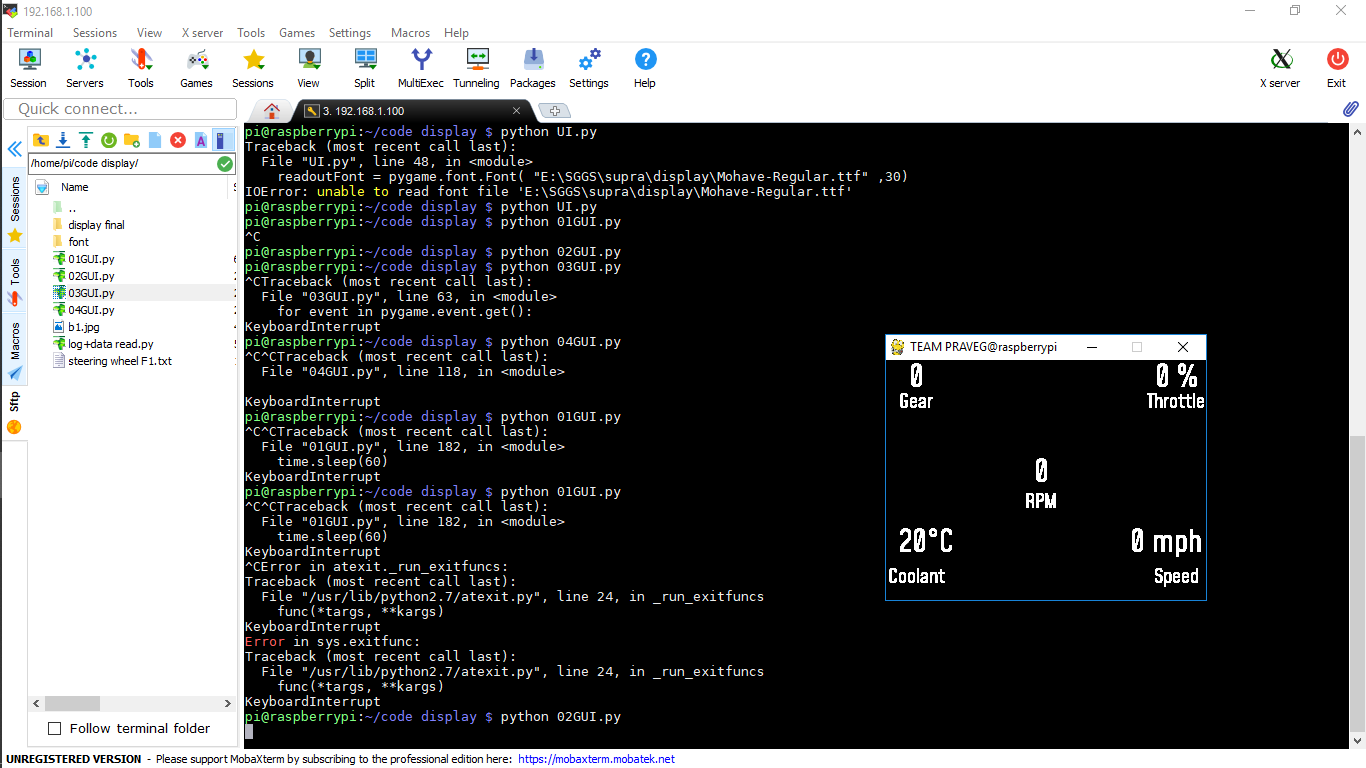 192.168.1.100
Terminal Sessions View X server Tools Games Settings Macros Help
Session Servers Tools Games Sessions View Split MultiExec Tunneling Packages Settings Help X server Exit
Quick connect...
3. 192.168.1.100
/home/pi/code display/
Name
..
display final
font
01GUI.py
02GUI.py
03GUI.py
04GUI.py
b1.jpg
log+data read.py
steering wheel F1.txt
Sessions
Tools
Macros
Sftp
Follow terminal folder
pi@raspberrypi:~/code display $ python UI.py
Traceback (most recent call last):
File "UI.py", line 48, in <module>
readoutFont = pygame.font.Font( "E:\SGGS\supra\display\Mohave-Regular.ttf" ,30)
IOError: unable to read font file 'E:\SGGS\supra\display\Mohave-Regular.ttf'
pi@raspberrypi:~/code display $ python UI.py
pi@raspberrypi:~/code display $ python 01GUI.py
^C
pi@raspberrypi:~/code display $ python 02GUI.py
pi@raspberrypi:~/code display $ python 03GUI.py
^CTraceback (most recent call last):
File "03GUI.py", line 63, in <module>
for event in pygame.event.get():
KeyboardInterrupt
pi@raspberrypi:~/code display $ python 04GUI.py
^C^CTraceback (most recent call last):
File "04GUI.py", line 118, in <module>
KeyboardInterrupt
pi@raspberrypi:~/code display $ python 01GUI.py
^C^CTraceback (most recent call last):
File "01GUI.py", line 182, in <module>
time.sleep(60)
KeyboardInterrupt
pi@raspberrypi:~/code display $ python 01GUI.py
^C^CTraceback (most recent call last):
File "01GUI.py", line 182, in <module>
time.sleep(60)
KeyboardInterrupt
^CError in atexit._run_exitfuncs:
Traceback (most recent call last):
File "/usr/lib/python2.7/atexit.py", line 24, in _run_exitfuncs
func(*targs, **kargs)
KeyboardInterrupt
Error in sys.exitfunc:
Traceback (most recent call last):
File "/usr/lib/python2.7/atexit.py", line 24, in _run_exitfuncs
func(*targs, **kargs)
KeyboardInterrupt
pi@raspberrypi:~/code display $ python 02GUI.py
TEAM PRAVEG@raspberrypi
0 0 %
Gear Throttle
0
RPM
20°C 0 mph
Coolant Speed
UNREGISTERED VERSION - Please support MobaXterm by subscribing to the professional edition here: https://mobaxterm.mobatek.net